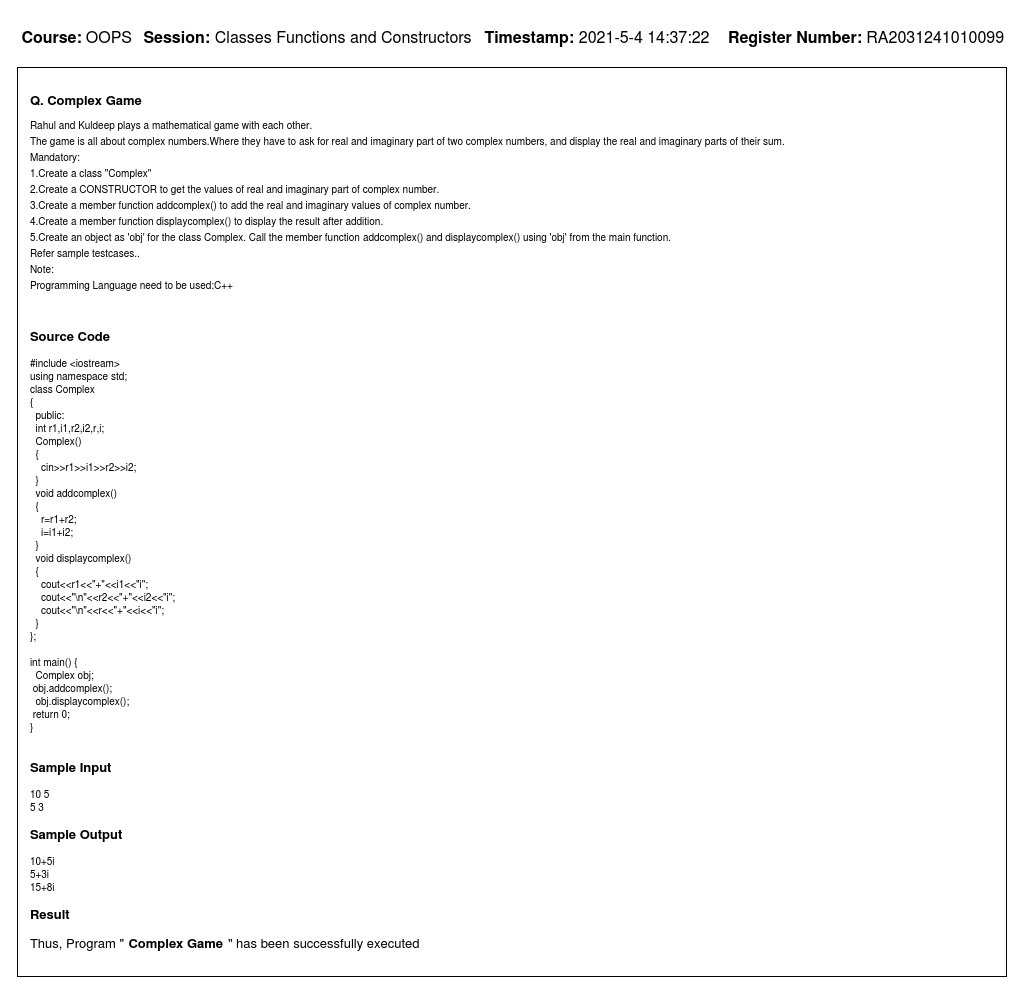 Course: OOPS Session: Classes Functions and Constructors Timestamp: 2021-5-4 14:37:22 Register Number: RA2031241010099
Q. Complex Game
Rahul and Kuldeep plays a mathematical game with each other.
The game is all about complex numbers.Where they have to ask for real and imaginary part of two complex numbers, and display the real and imaginary parts of their sum.
Mandatory:
1.Create a class "Complex"
2.Create a CONSTRUCTOR to get the values of real and imaginary part of complex number.
3.Create a member function addcomplex() to add the real and imaginary values of complex number.
4.Create a member function displaycomplex() to display the result after addition.
5.Create an object as 'obj' for the class Complex. Call the member function addcomplex() and displaycomplex() using 'obj' from the main function.
Refer sample testcases..
Note:
Programming Language need to be used:C++
Source Code
#include <iostream>
using namespace std;
class Complex
{
  public:
  int r1,i1,r2,i2,r,i;
  Complex()
  {
    cin>>r1>>i1>>r2>>i2;
  }
  void addcomplex()
  {
    r=r1+r2;
    i=i1+i2;
  }
  void displaycomplex()
  {
    cout<<r1<<"+"<<i1<<"i";
    cout<<"\n"<<r2<<"+"<<i2<<"i";
    cout<<"\n"<<r<<"+"<<i<<"i";
  }
};
int main() {
  Complex obj;
 obj.addcomplex();
  obj.displaycomplex();
 return 0;
}
Sample Input
10 5
5 3
Sample Output
10+5i
5+3i
15+8i
Result
Thus, Program " Complex Game " has been successfully executed